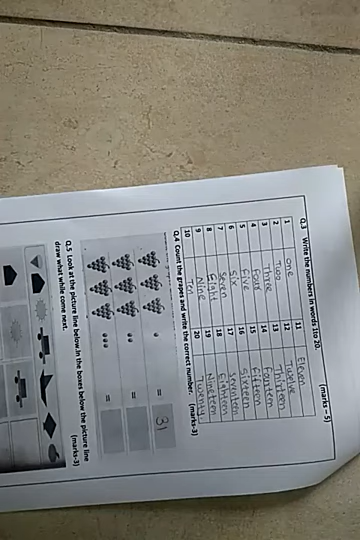 Q.3 Write the numbers in words 1to 20. (marks – 5)
1 One 11 Eleven
2 Two 12 Twelve
3 Three 13 Thirteen
4 Four 14 Fourteen
5 Five 15 Fifteen
6 Six 16 Sixteen
7 Seven 17 Seventeen
8 Eight 18 Eighteen
9 Nine 19 Nineteen
10 Ten 20 Twenty
Q.4 Count the grapes and write the correct number. (marks-3)
= 31
=
=
Q.5 Look at the picture line below.In the boxes below the picture line (marks-3)
draw what while come next.